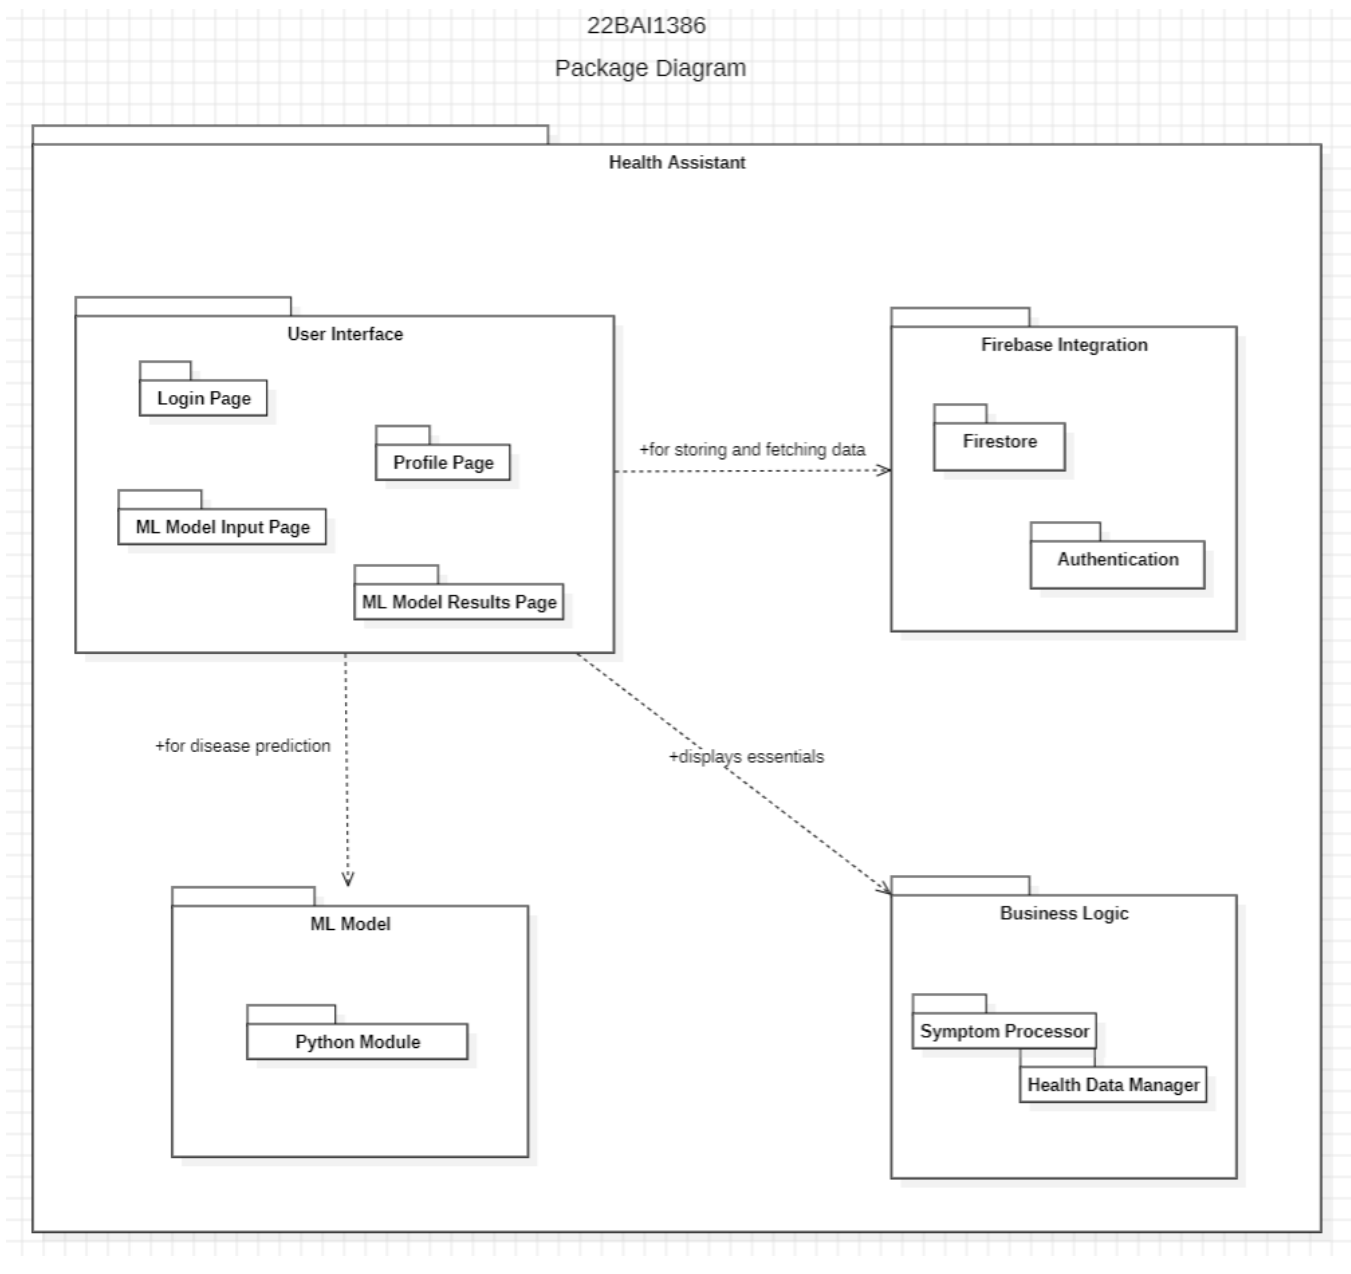 22BAI1386
Package Diagram
Health Assistant
User Interface
Login Page
Profile Page
ML Model Input Page
ML Model Results Page
+for storing and fetching data
Firebase Integration
Firestore
Authentication
+for disease prediction
+displays essentials
ML Model
Python Module
Business Logic
Symptom Processor
Health Data Manager